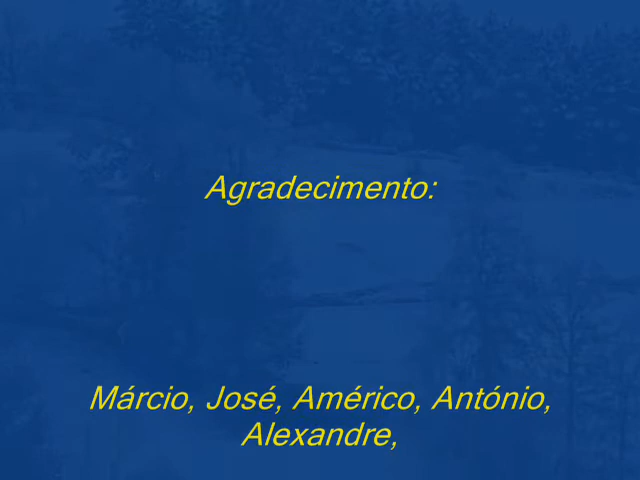 Agradecimento:
Márcio, José, Américo, António,
Alexandre,